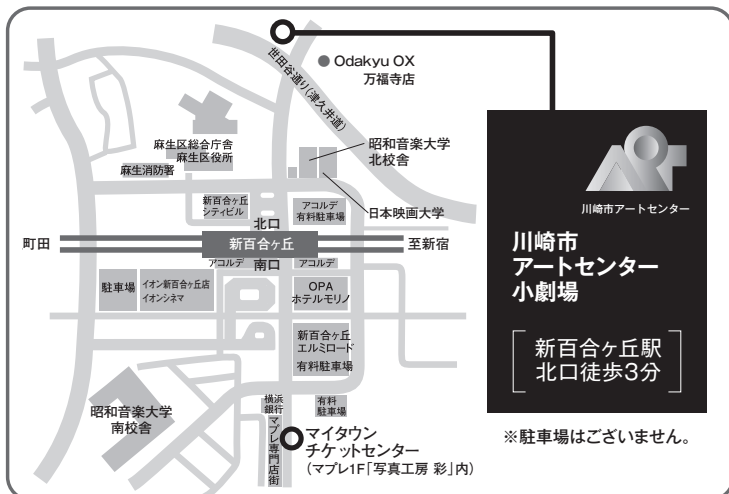 世田谷通り(津久井道)
Odakyu OX
万福寺店
麻生区総合庁舎
麻生区役所
麻生消防署
昭和音楽大学
北校舎
日本映画大学
新百合ヶ丘
シティビル
北口
アコルデ
有料駐車場
町田
新百合ヶ丘
至新宿
アコルデ
南口
アコルデ
駐車場
イオン新百合ヶ丘店
イオンシネマ
OPA
ホテルモリノ
新百合ヶ丘
エルミロード
有料駐車場
昭和音楽大学
南校舎
横浜
銀行
有料
駐車場
マプレ専門店街
マイタウン
チケットセンター
(マプレ1F「写真工房 彩」内)
Art
川崎市アートセンター
川崎市
アートセンター
小劇場
新百合ヶ丘駅
北口徒歩3分
※駐車場はございません。